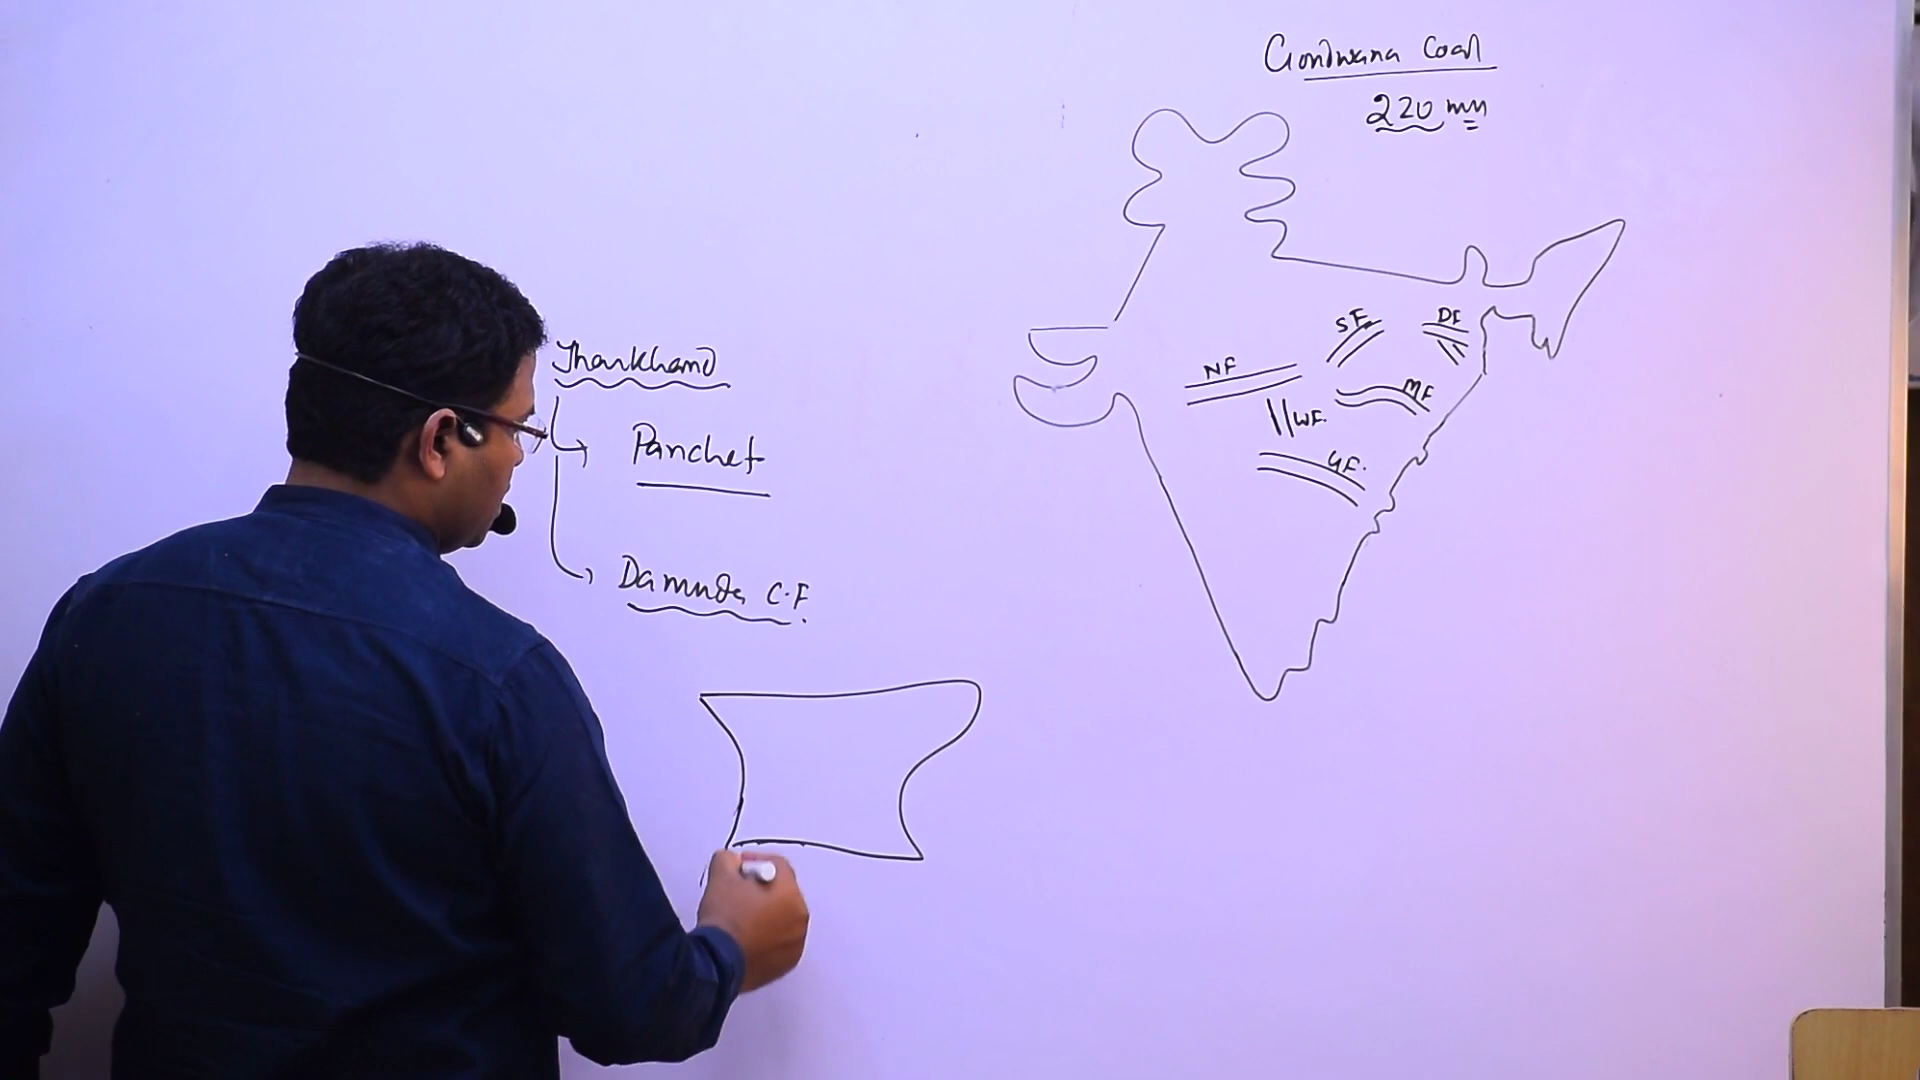 Gondwana Coal
220 mn
SF
DF
NF
MF
WF.
GF.
Jharkhand
Panchet
Damuda C.F.